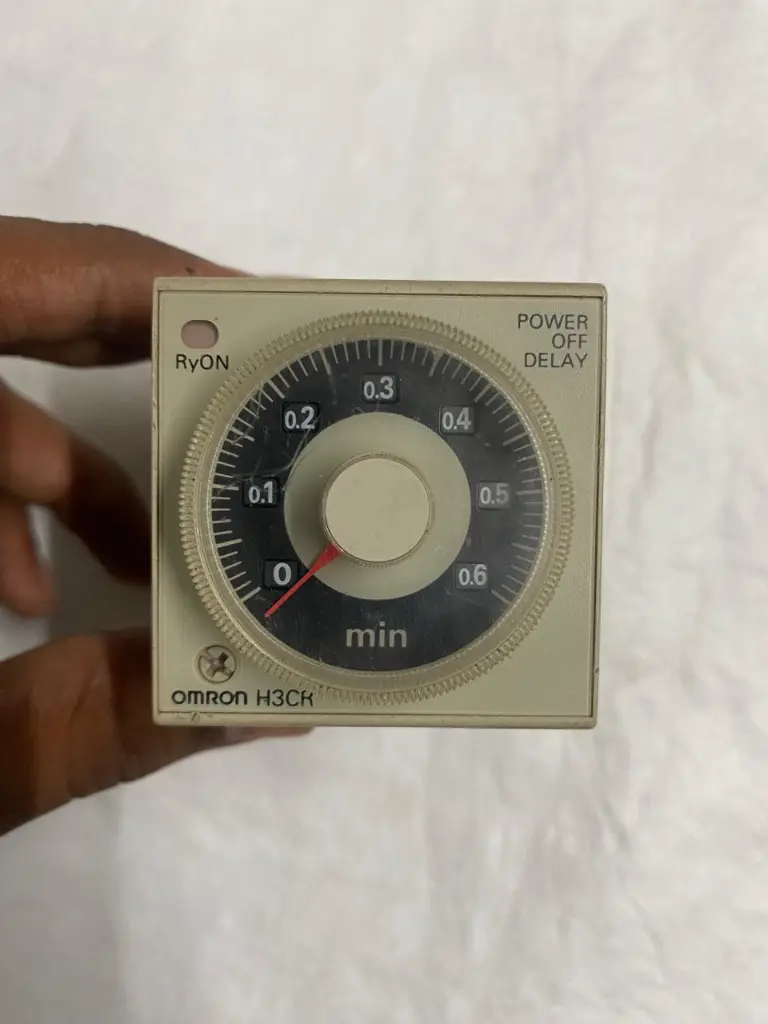 POWER
OFF
DELAY
RyON
0.3
0.2
0.4
0.1
0.5
0
0.6
min
OMRON H3CR